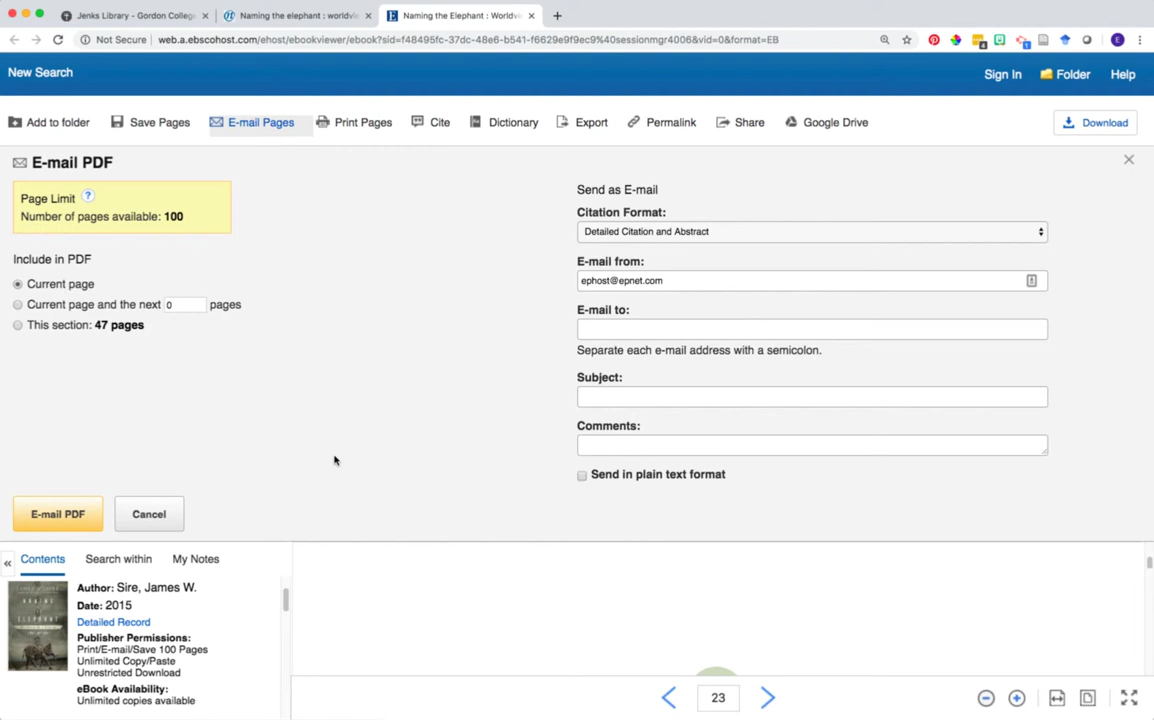 Jenks Library - Gordon Colleg
Naming the elephant : worldvi
Naming the Elephant : Worldv
Not Secure
web.a.ebscohost.com/ehost/ebookviewer/ebook?sid=f48495fc-37dc-48e6-b541-f6629e9f9ec9%40sessionmgr4006&vid=0&format=EB
New Search
Sign In
Folder
Help
Add to folder
Save Pages
E-mail Pages
Print Pages
Cite
Dictionary
Export
Permalink
Share
Google Drive
Download
E-mail PDF
Page Limit ?
Number of pages available: 100
Include in PDF
Current page
Current page and the next 0 pages
This section: 47 pages
Send as E-mail
Citation Format:
Detailed Citation and Abstract
E-mail from:
ephost@epnet.com
E-mail to:
Separate each e-mail address with a semicolon.
Subject:
Comments:
Send in plain text format
E-mail PDF
Cancel
Contents
Search within
My Notes
Author: Sire, James W.
Date: 2015
Detailed Record
Publisher Permissions:
Print/E-mail/Save 100 Pages
Unlimited Copy/Paste
Unrestricted Download
eBook Availability:
Unlimited copies available
NAMING
ELEPHANT
23